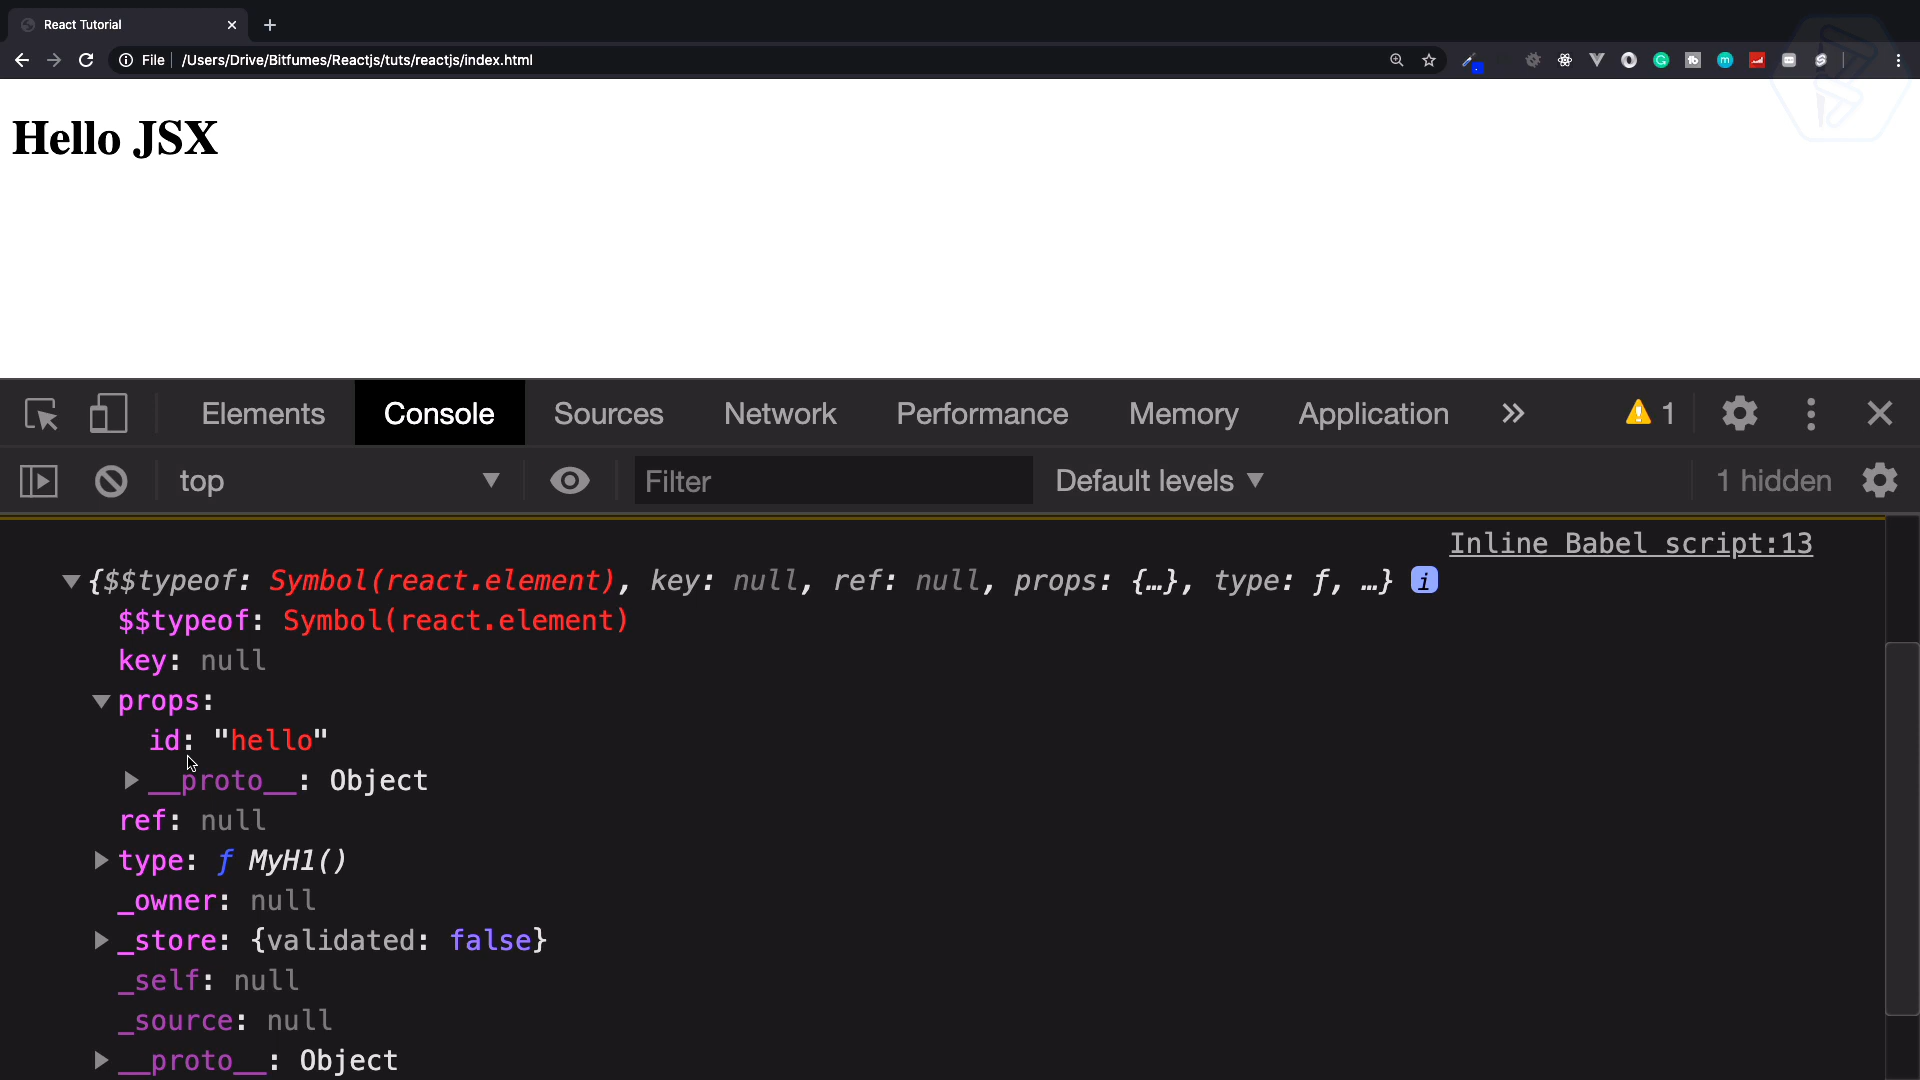 React Tutorial
File /Users/Drive/Bitfumes/Reactjs/tuts/reactjs/index.html
Hello JSX
Elements Console Sources Network Performance Memory Application 1
top Filter Default levels 1 hidden
Inline Babel script:13
{$$typeof: Symbol(react.element), key: null, ref: null, props: {…}, type: ƒ, …} i
$$typeof: Symbol(react.element)
key: null
props:
id: "hello"
__proto__: Object
ref: null
type: ƒ MyH1()
_owner: null
_store: {validated: false}
_self: null
_source: null
__proto__: Object